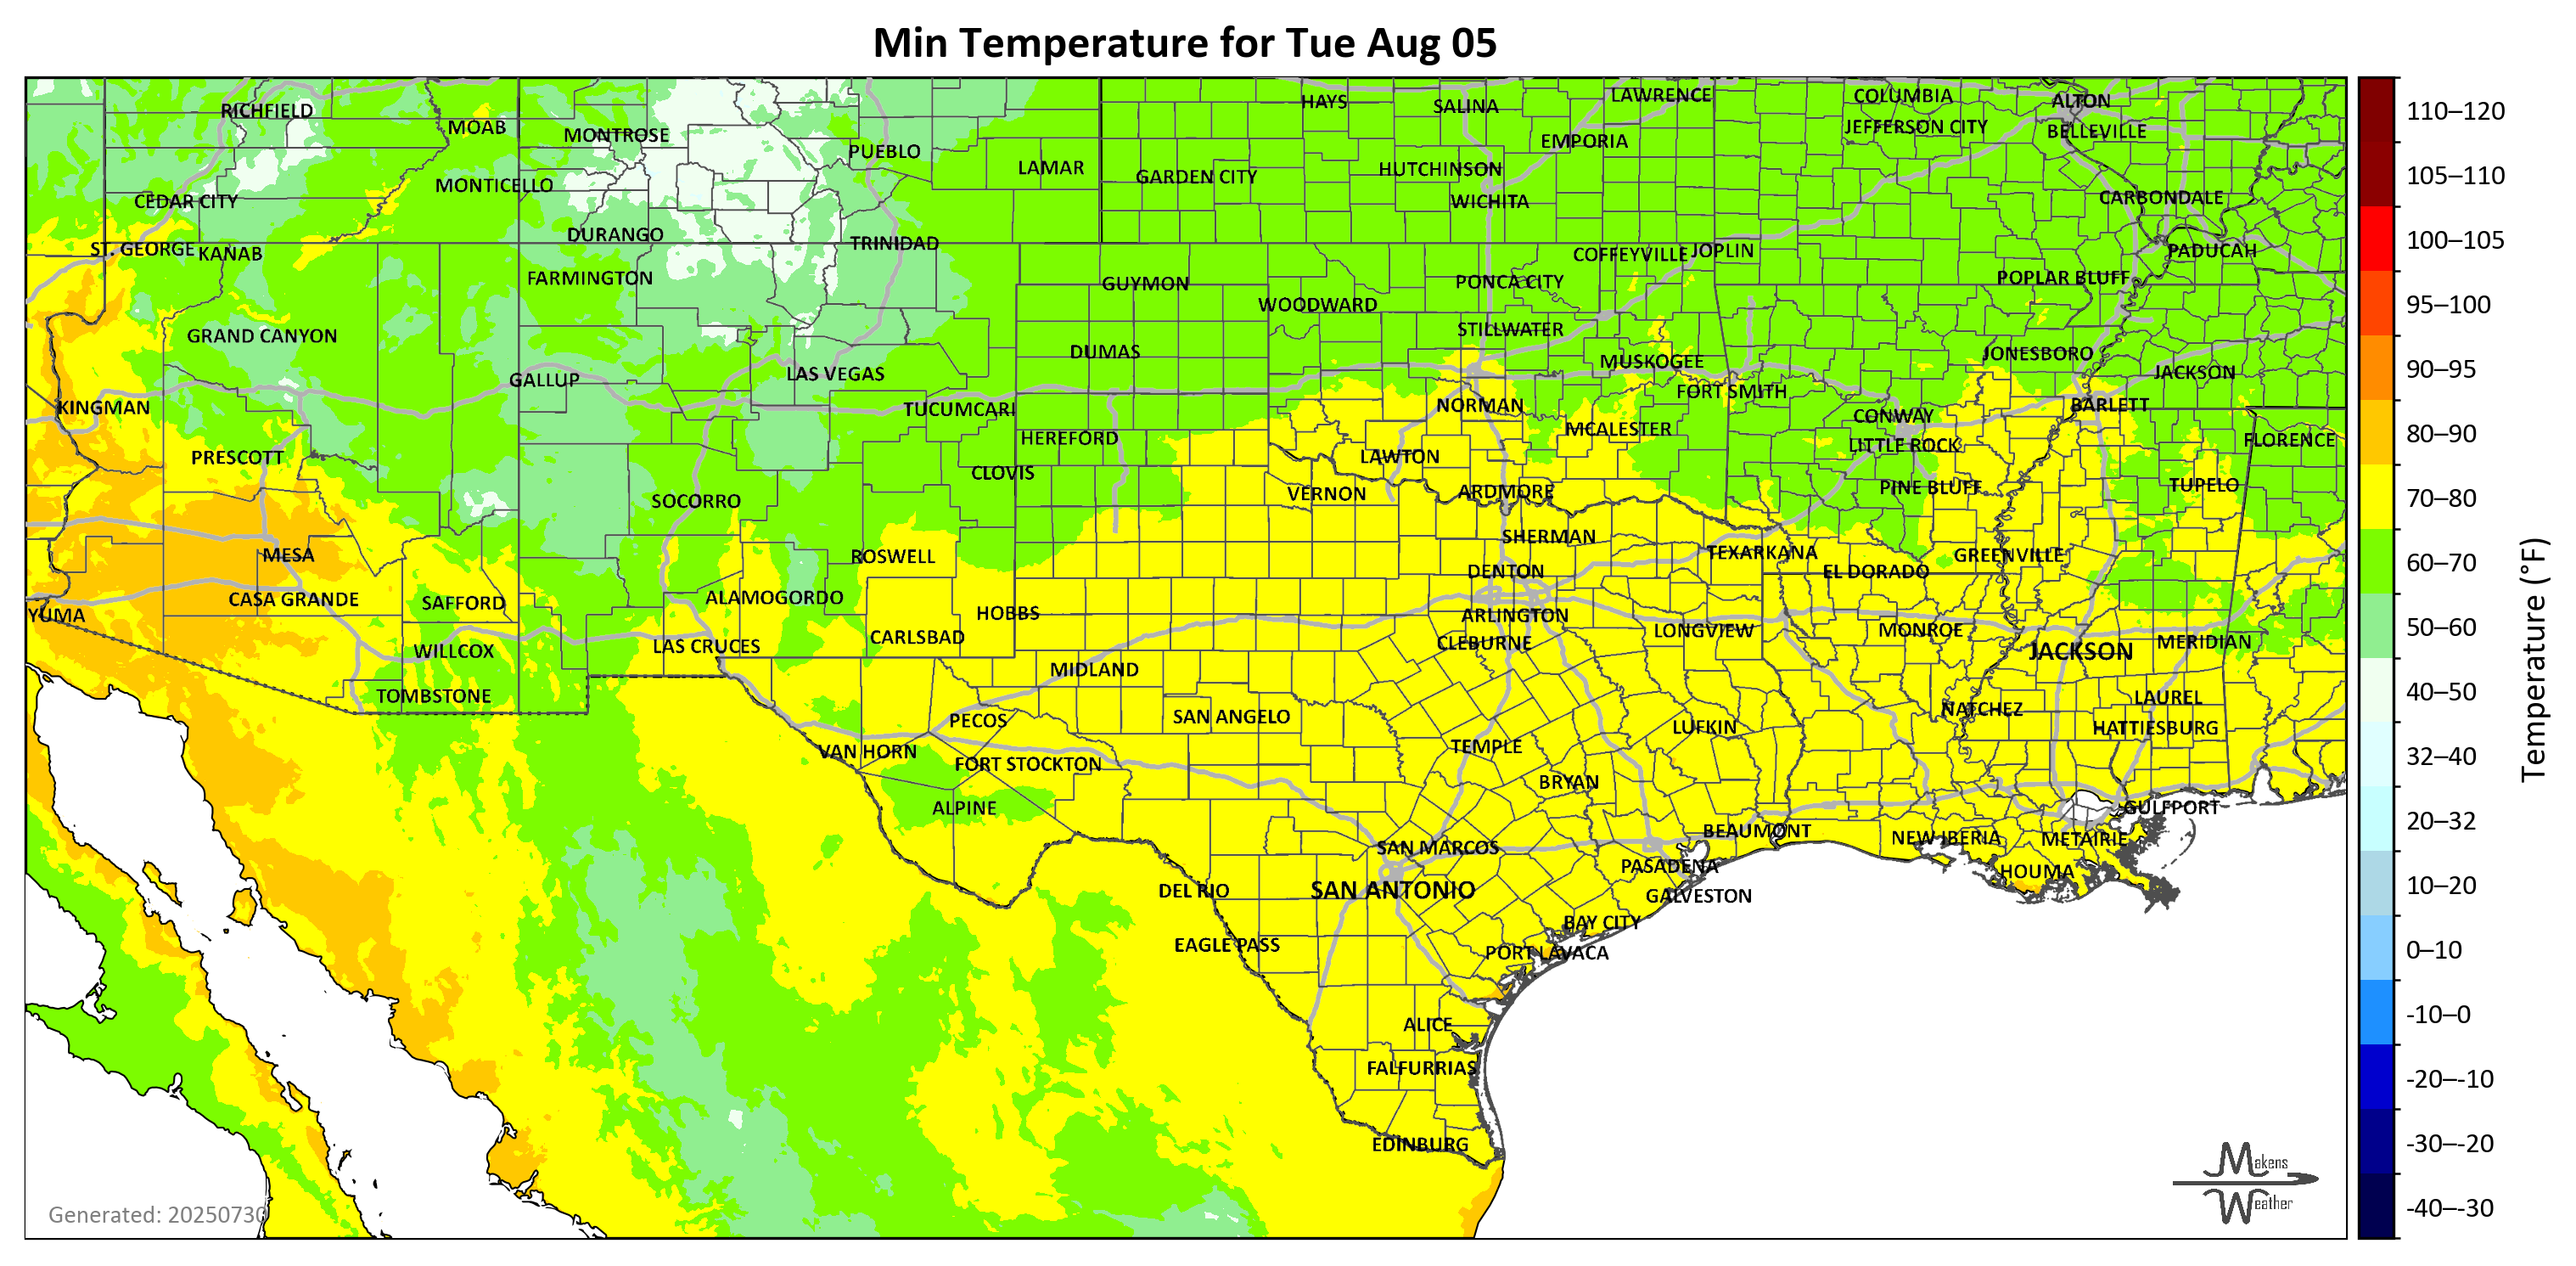 Min Temperature for Tue Aug 05
RICHFIELD
MOAB
MONTROSE
PUEBLO
LAMAR
HAYS
SALINA
LAWRENCE
COLUMBIA
ALTON
GARDEN CITY
HUTCHINSON
EMPORIA
JEFFERSON CITY
BELLEVILLE
CEDAR CITY
MONTICELLO
WICHITA
CARBONDALE
ST. GEORGE
KANAB
DURANGO
TRINIDAD
COFFEYVILLE
JOPLIN
PADUCAH
FARMINGTON
GUYMON
WOODWARD
PONCA CITY
POPLAR BLUFF
GRAND CANYON
DUMAS
STILLWATER
MUSKOGEE
JONESBORO
JACKSON
GALLUP
LAS VEGAS
FORT SMITH
KINGMAN
TUCUMCARI
NORMAN
CONWAY
BARLETT
PRESCOTT
HEREFORD
MCALESTER
LITTLE ROCK
FLORENCE
CLOVIS
LAWTON
SOCORRO
VERNON
ARDMORE
PINE BLUFF
TUPELO
MESA
ROSWELL
SHERMAN
TEXARKANA
GREENVILLE
CASA GRANDE
SAFFORD
ALAMOGORDO
DENTON
EL DORADO
YUMA
HOBBS
ARLINGTON
WILLCOX
LAS CRUCES
CARLSBAD
CLEBURNE
LONGVIEW
MONROE
JACKSON
MERIDIAN
TOMBSTONE
MIDLAND
LAUREL
PECOS
SAN ANGELO
NATCHEZ
HATTIESBURG
VAN HORN
FORT STOCKTON
TEMPLE
LUFKIN
ALPINE
BRYAN
GULFPORT
SAN MARCOS
BEAUMONT
NEW IBERIA
METAIRIE
DEL RIO
SAN ANTONIO
PASADENA
HOUMA
GALVESTON
EAGLE PASS
BAY CITY
PORT LAVACA
ALICE
FALFURRIAS
EDINBURG
Generated: 20250730
Makens
Weather
110–120
105–110
100–105
95–100
90–95
80–90
70–80
60–70
50–60
40–50
32–40
20–32
10–20
0–10
-10–0
-20–-10
-30–-20
-40–-30
Temperature (°F)